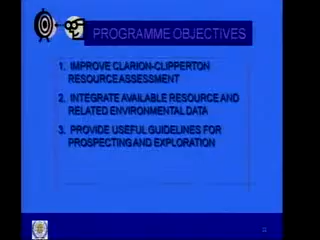 PROGRAMME OBJECTIVES
1. IMPROVE CLARION-CLIPPERTON
RESOURCE ASSESSMENT
2. INTEGRATE AVAILABLE RESOURCE AND
RELATED ENVIRONMENTAL DATA
3. PROVIDE USEFUL GUIDELINES FOR
PROSPECTING AND EXPLORATION